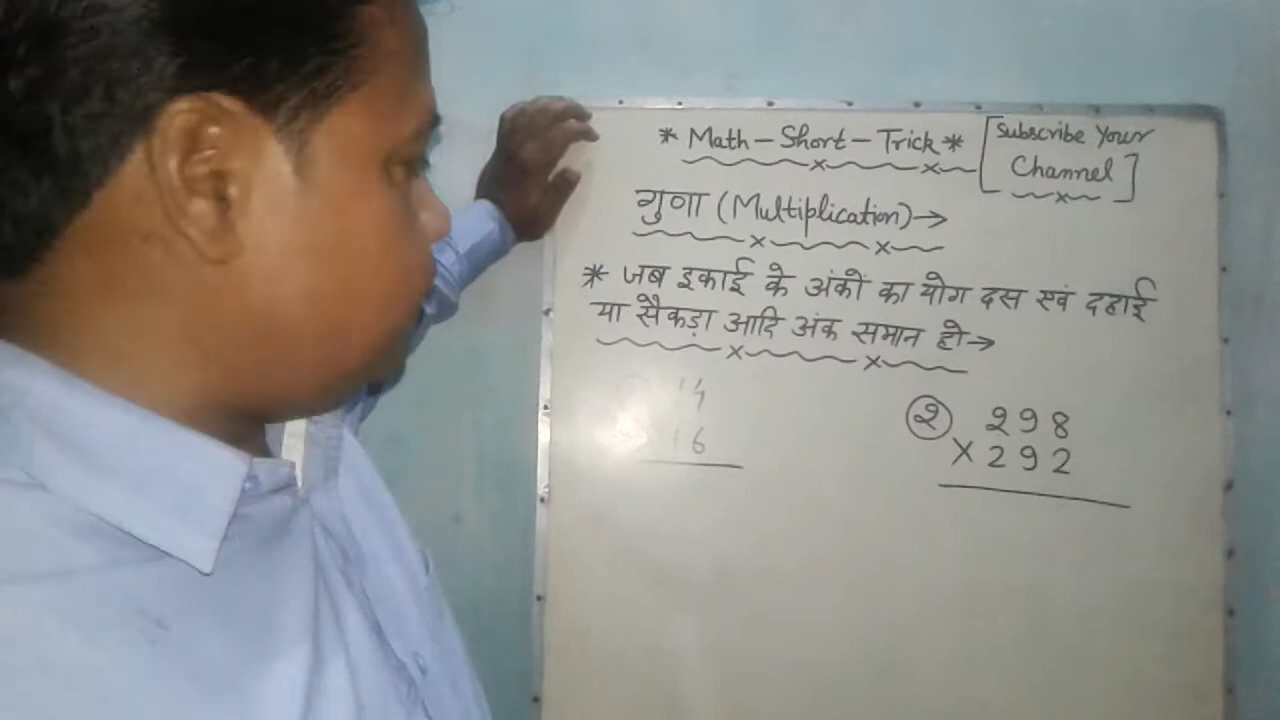 * Math-Short-Trick *
[Subscribe Your
Channel]
गुणा (Multiplication)→
* जब इकाई के अंकों का योग दस एवं दहाई
या सैकड़ा आदि अंक समान हो→
14
16
② 298
×292